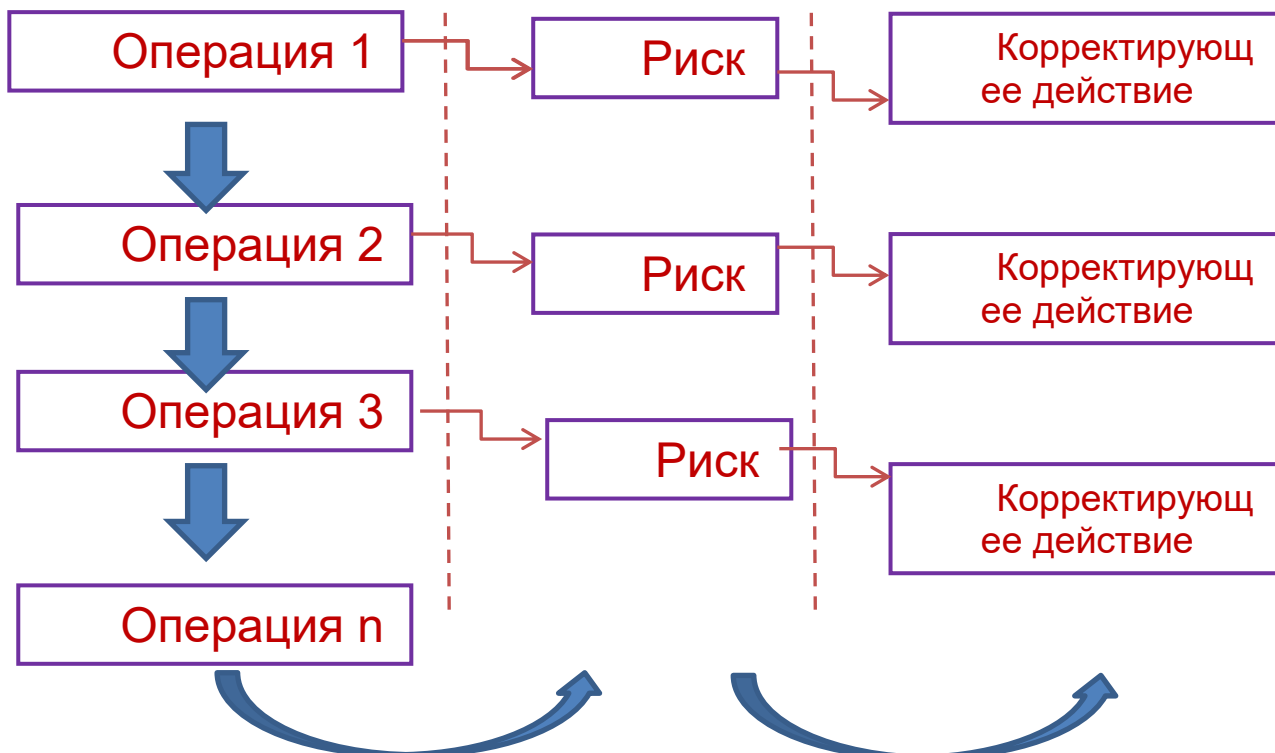 Операция 1
Риск
Корректирующ
ее действие
Операция 2
Риск
Корректирующ
ее действие
Операция 3
Риск
Корректирующ
ее действие
Операция n